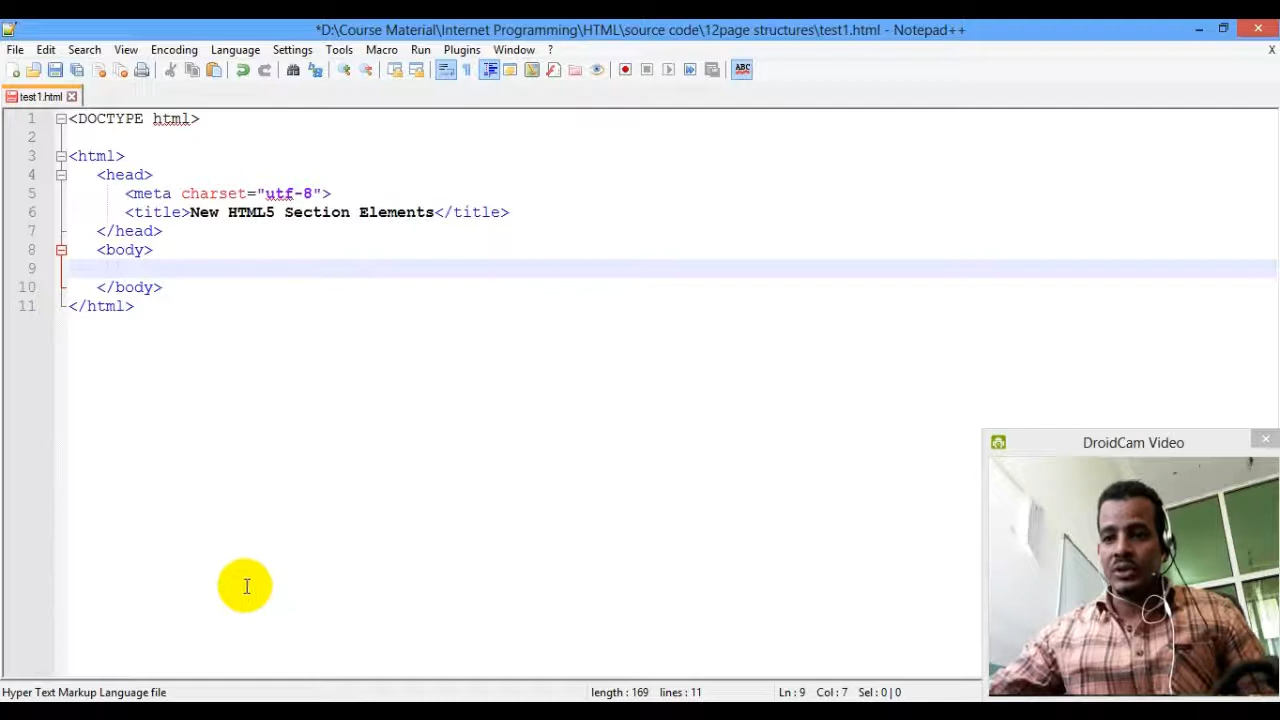 *D:\Course Material\Internet Programming\HTML\source code\12page structures\test1.html - Notepad++
File Edit Search View Encoding Language Settings Tools Macro Run Plugins Window ? X
ABC
test1.html
1 <DOCTYPE html>
2
3 <html>
4 <head>
5 <meta charset="utf-8">
6 <title>New HTML5 Section Elements</title>
7 </head>
8 <body>
9
10 </body>
11 </html>
DroidCam Video
Hyper Text Markup Language file length : 169 lines : 11 Ln : 9 Col : 7 Sel : 0 | 0